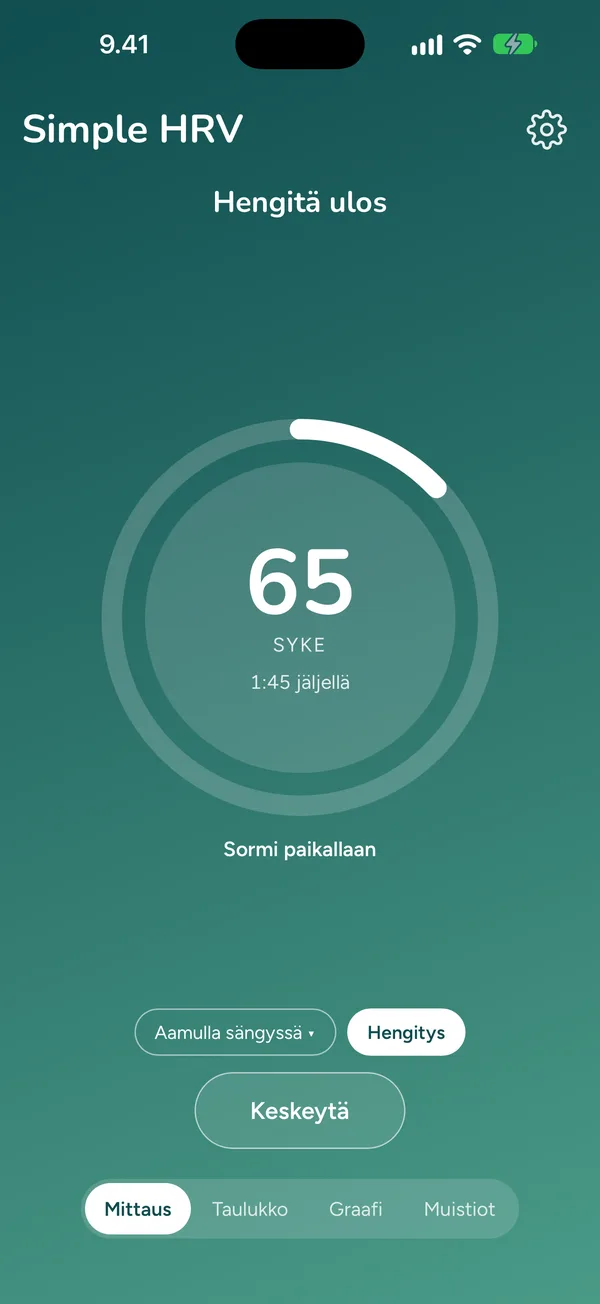 9.41
Simple HRV
Hengitä ulos
65
SYKE
1:45 jäljellä
Sormi paikallaan
Aamulla sängyssä ▾
Hengitys
Keskeytä
Mittaus
Taulukko
Graafi
Muistiot